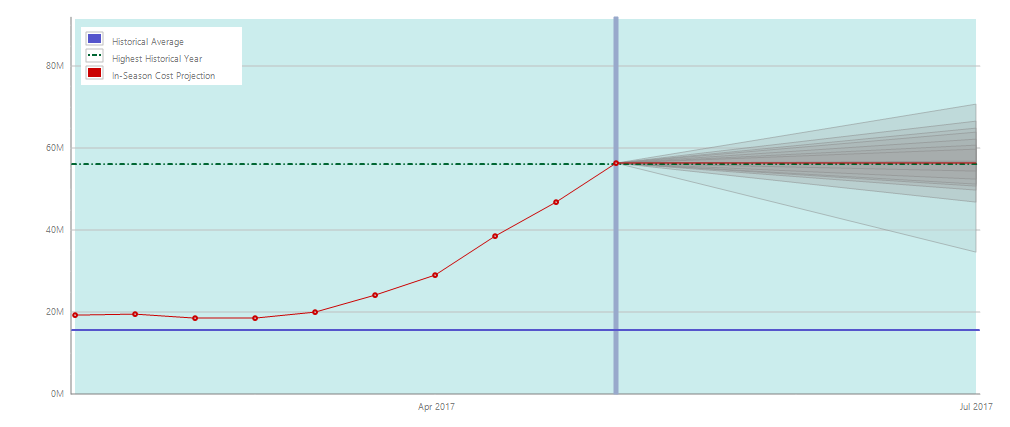 Historical Average
Highest Historical Year
In-Season Cost Projection
80M
60M
40M
20M
0M
Apr 2017
Jul 2017